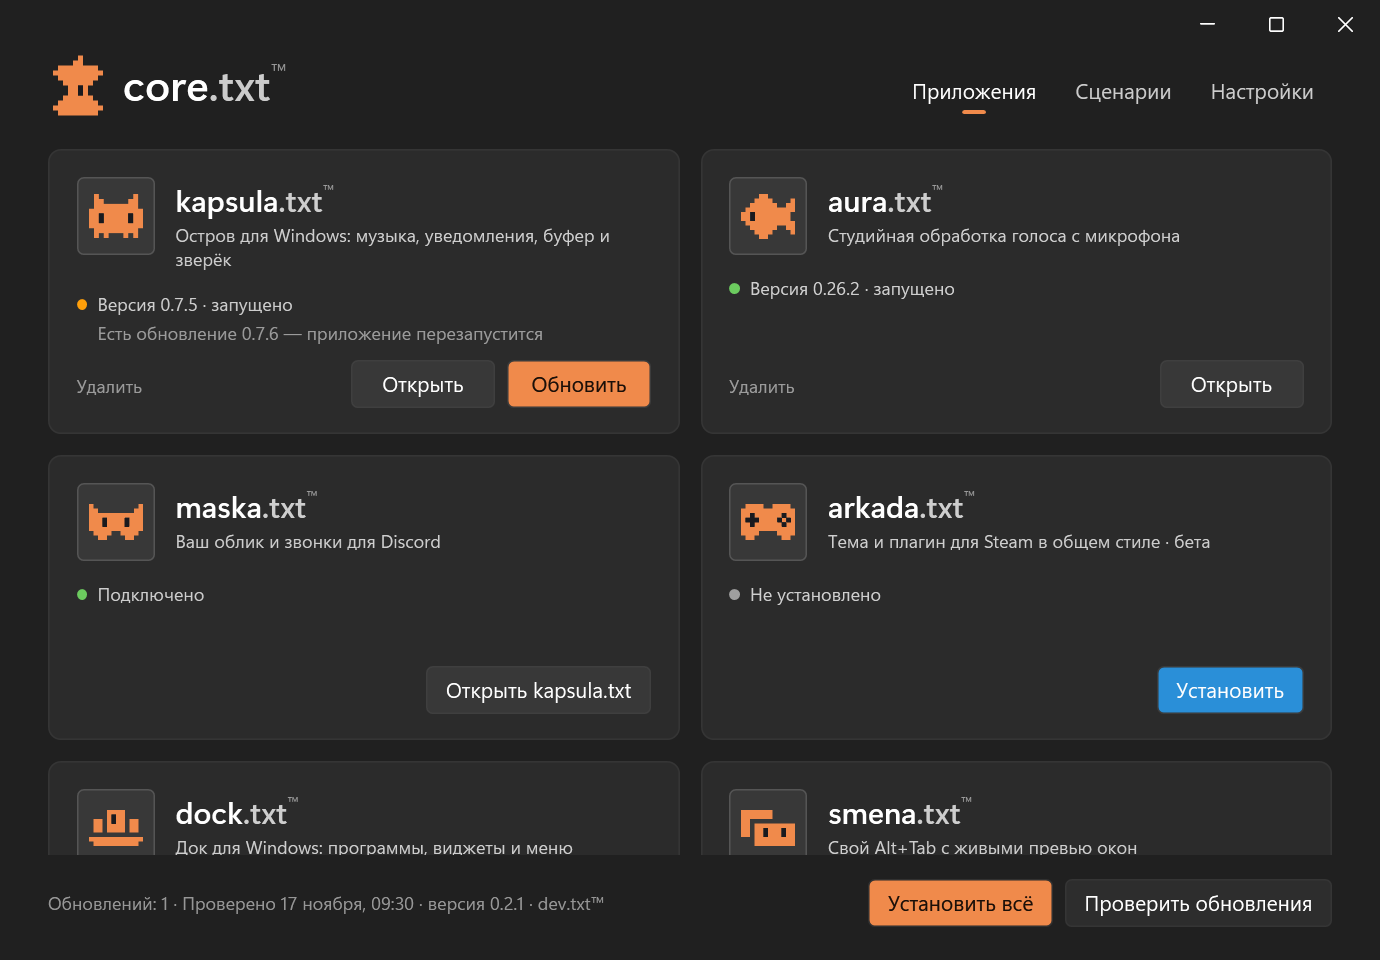 core.txt™
Приложения Сценарии Настройки
kapsula.txt™
Остров для Windows: музыка, уведомления, буфер и
зверёк
Версия 0.7.5 · запущено
Есть обновление 0.7.6 — приложение перезапустится
Удалить Открыть Обновить
aura.txt™
Студийная обработка голоса с микрофона
Версия 0.26.2 · запущено
Удалить Открыть
maska.txt™
Ваш облик и звонки для Discord
Подключено
Открыть kapsula.txt
arkada.txt™
Тема и плагин для Steam в общем стиле · бета
Не установлено
Установить
dock.txt™
Док для Windows: программы, виджеты и меню
smena.txt™
Свой Alt+Tab с живыми превью окон
Обновлений: 1 · Проверено 17 ноября, 09:30 · версия 0.2.1 · dev.txt™
Установить всё Проверить обновления